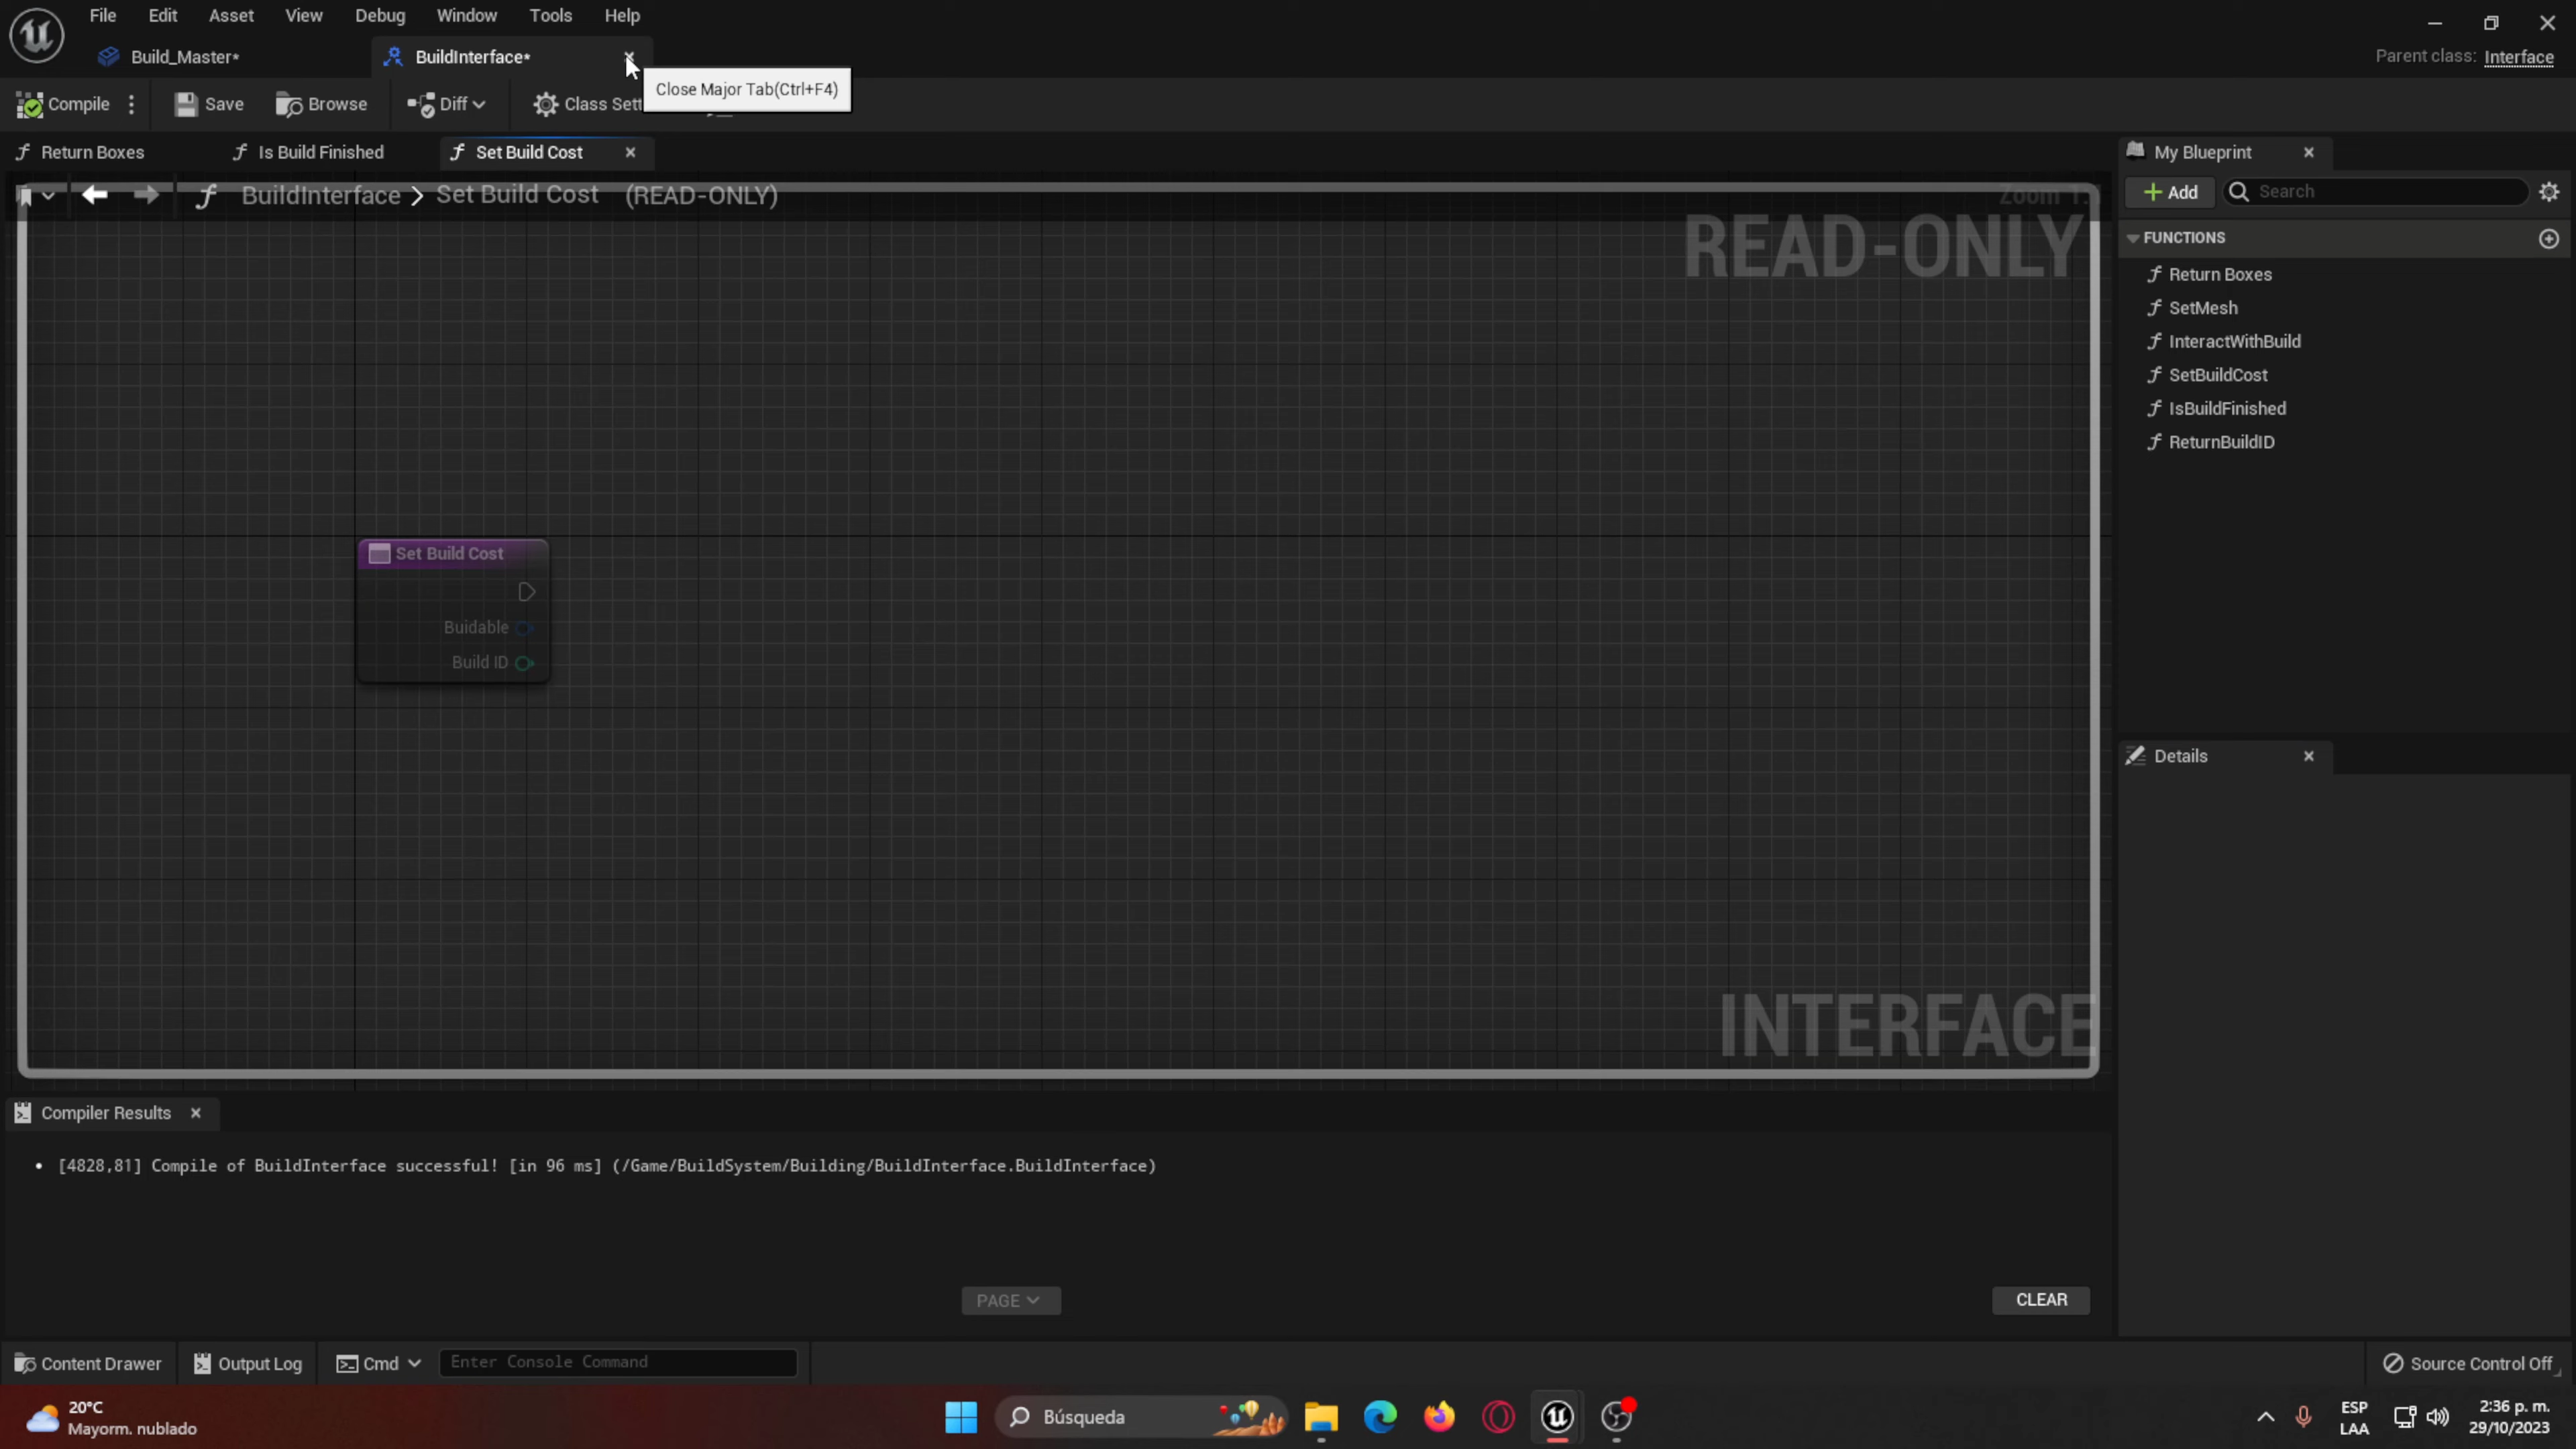 File Edit Asset View Debug Window Tools Help
Build_Master* BuildInterface*
Parent class: Interface
Close Major Tab(Ctrl+F4)
Compile Save Browse Diff Class Sett
Return Boxes Is Build Finished Set Build Cost
BuildInterface > Set Build Cost (READ-ONLY)
Zoom 1:1
READ-ONLY
Set Build Cost
Buidable
Build ID
INTERFACE
My Blueprint
Add Search
FUNCTIONS
Return Boxes
SetMesh
InteractWithBuild
SetBuildCost
IsBuildFinished
ReturnBuildID
Details
Compiler Results
• [4828,81] Compile of BuildInterface successful! [in 96 ms] (/Game/BuildSystem/Building/BuildInterface.BuildInterface)
PAGE CLEAR
Content Drawer Output Log Cmd Enter Console Command Source Control Off
20°C
Mayorm. nublado
Búsqueda
ESP
LAA
2:36 p. m.
29/10/2023